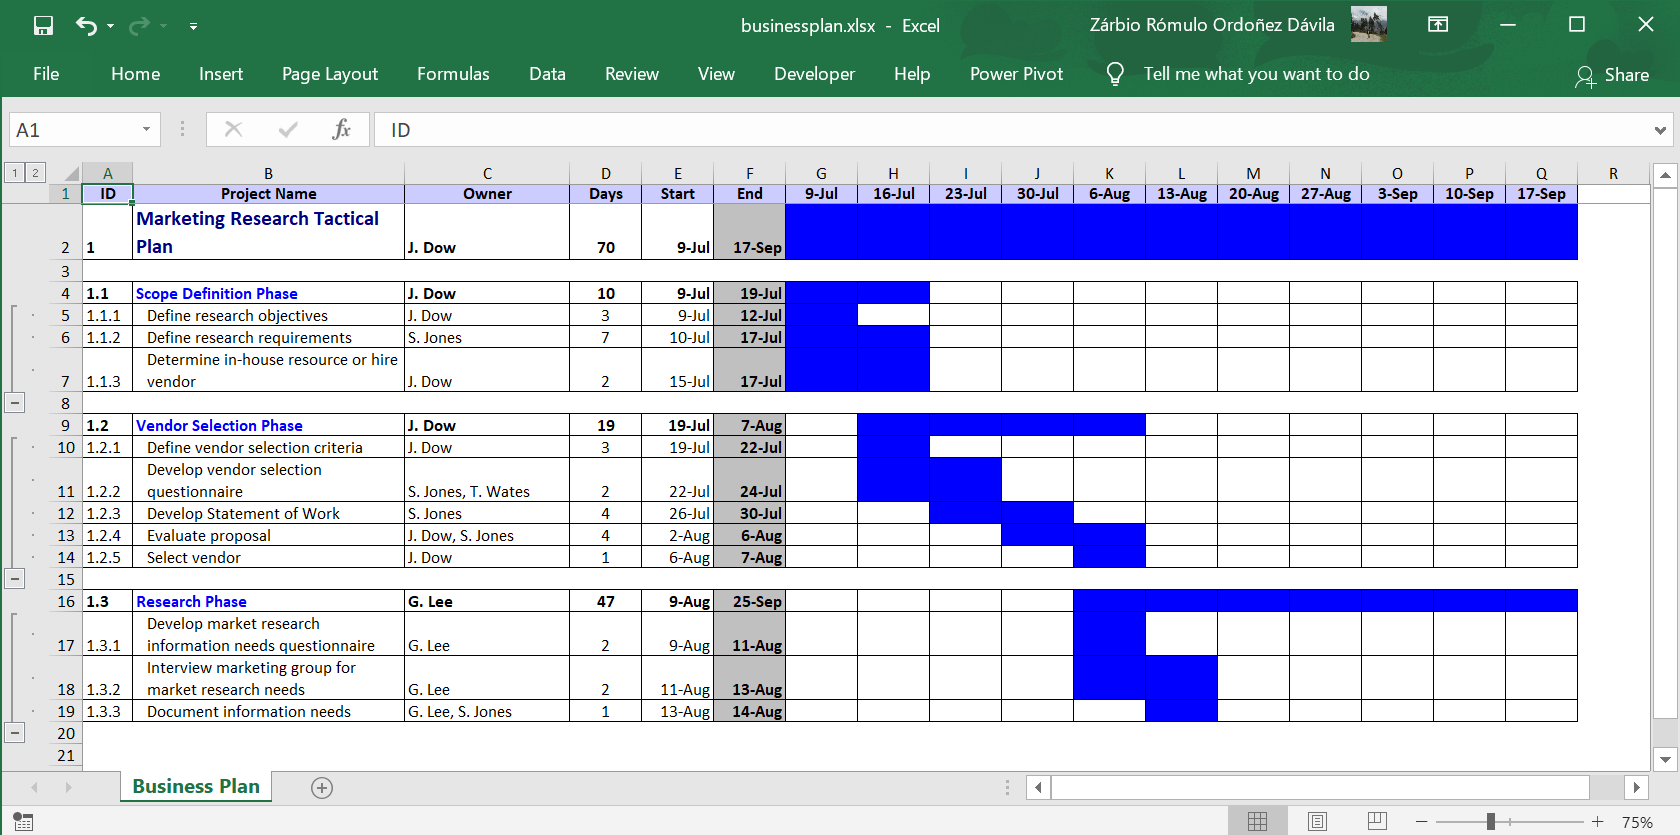 businessplan.xlsx - Excel
Zárbio Rómulo Ordoñez Dávila
File Home Insert Page Layout Formulas Data Review View Developer Help Power Pivot Tell me what you want to do Share
A1 fx ID
1 2
A B C D E F G H I J K L M N O P Q R
1 ID Project Name Owner Days Start End 9-Jul 16-Jul 23-Jul 30-Jul 6-Aug 13-Aug 20-Aug 27-Aug 3-Sep 10-Sep 17-Sep
Marketing Research Tactical
2 1 Plan J. Dow 70 9-Jul 17-Sep
3
4 1.1 Scope Definition Phase J. Dow 10 9-Jul 19-Jul
5 1.1.1 Define research objectives J. Dow 3 9-Jul 12-Jul
6 1.1.2 Define research requirements S. Jones 7 10-Jul 17-Jul
Determine in-house resource or hire
7 1.1.3 vendor J. Dow 2 15-Jul 17-Jul
8
9 1.2 Vendor Selection Phase J. Dow 19 19-Jul 7-Aug
10 1.2.1 Define vendor selection criteria J. Dow 3 19-Jul 22-Jul
Develop vendor selection
11 1.2.2 questionnaire S. Jones, T. Wates 2 22-Jul 24-Jul
12 1.2.3 Develop Statement of Work S. Jones 4 26-Jul 30-Jul
13 1.2.4 Evaluate proposal J. Dow, S. Jones 4 2-Aug 6-Aug
14 1.2.5 Select vendor J. Dow 1 6-Aug 7-Aug
15
16 1.3 Research Phase G. Lee 47 9-Aug 25-Sep
Develop market research
17 1.3.1 information needs questionnaire G. Lee 2 9-Aug 11-Aug
Interview marketing group for
18 1.3.2 market research needs G. Lee 2 11-Aug 13-Aug
19 1.3.3 Document information needs G. Lee, S. Jones 1 13-Aug 14-Aug
20
21
Business Plan
75%